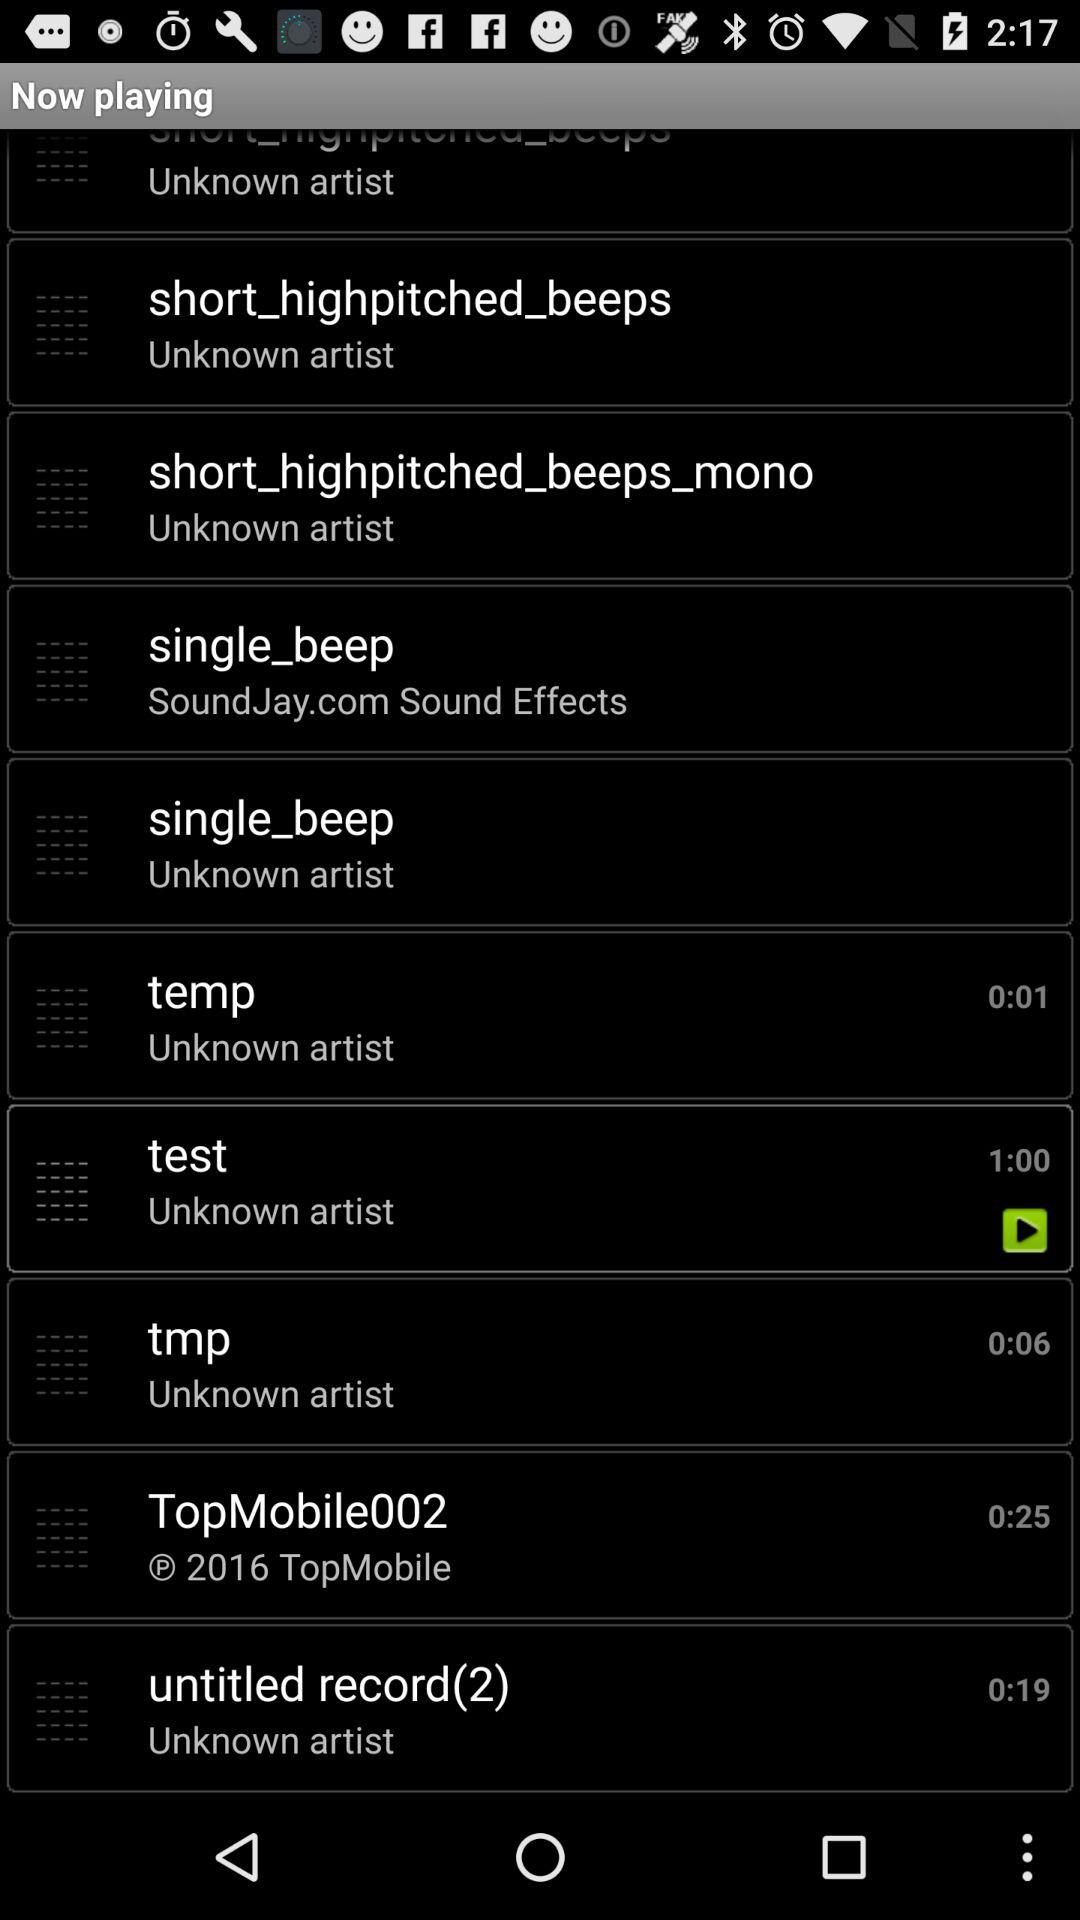 FAKE
2:17
Now playing
short_highpitched_beeps
Unknown artist
short_highpitched_beeps
Unknown artist
short_highpitched_beeps_mono
Unknown artist
single_beep
SoundJay.com Sound Effects
single_beep
Unknown artist
temp
0:01
Unknown artist
test
1:00
Unknown artist
tmp
0:06
Unknown artist
TopMobile002
0:25
℗ 2016 TopMobile
untitled record(2)
0:19
Unknown artist